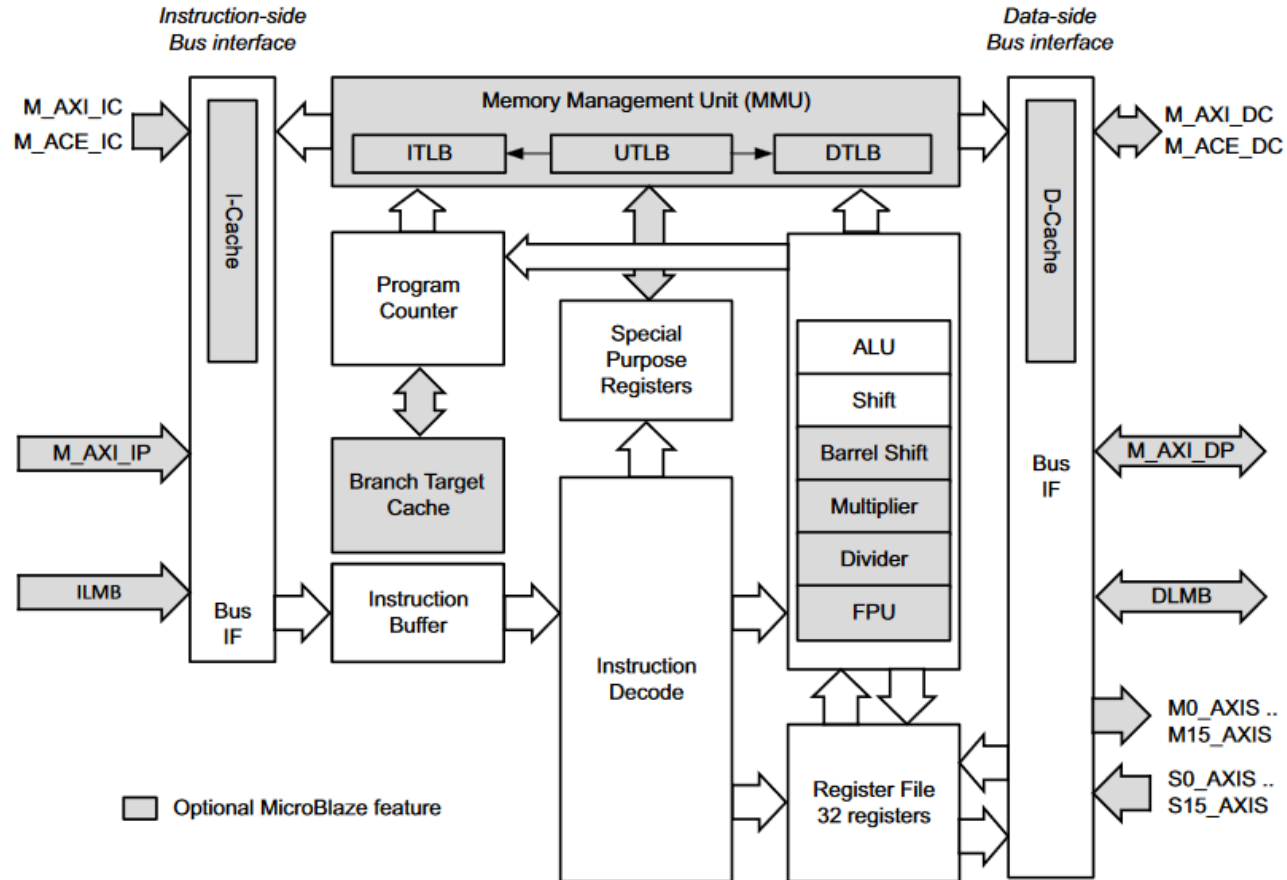 Instruction-side
Bus interface
Data-side
Bus interface
M_AXI_IC
M_ACE_IC
I-Cache
Memory Management Unit (MMU)
ITLB
UTLB
DTLB
D-Cache
M_AXI_DC
M_ACE_DC
Program
Counter
Special
Purpose
Registers
ALU
Shift
Barrel Shift
Multiplier
Divider
FPU
M_AXI_IP
Branch Target
Cache
Bus
IF
M_AXI_DP
ILMB
Bus
IF
Instruction
Buffer
Instruction
Decode
DLMB
Register File
32 registers
M0_AXIS ..
M15_AXIS
S0_AXIS ..
S15_AXIS
Optional MicroBlaze feature